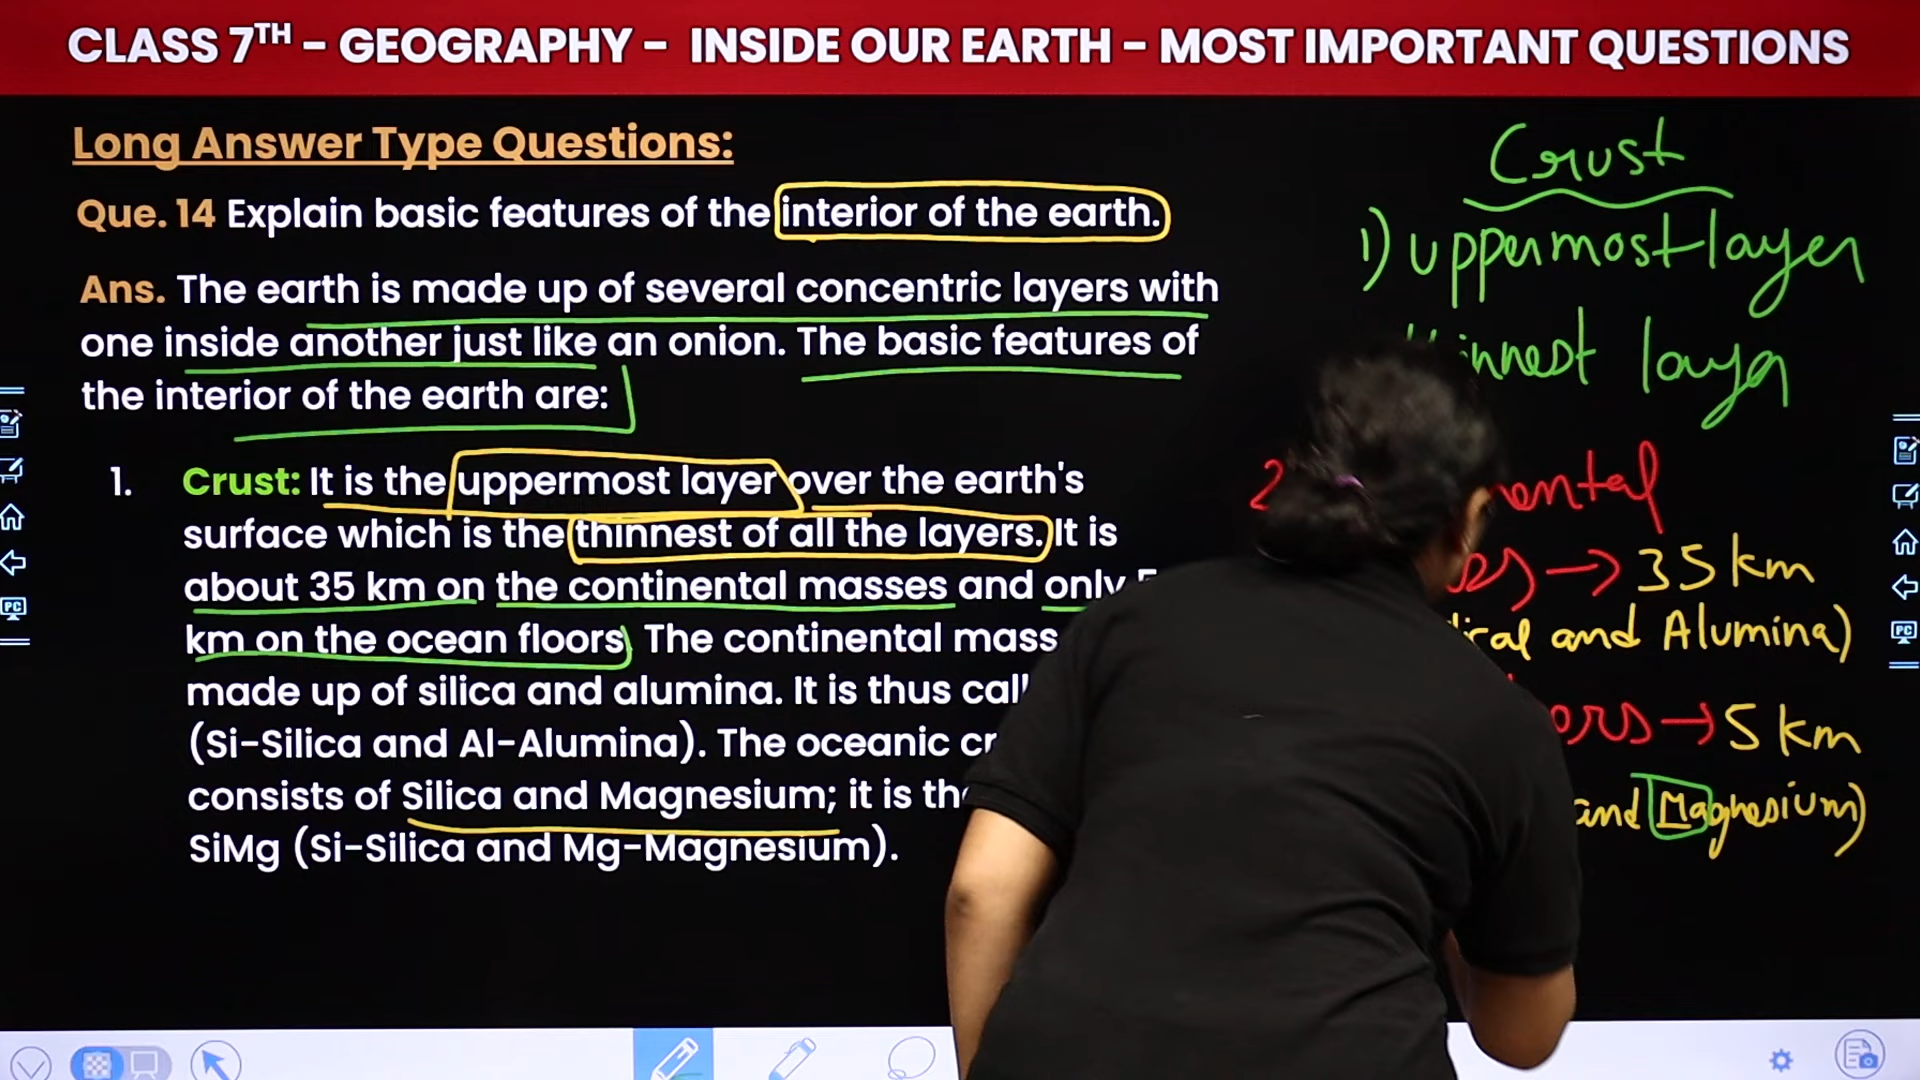 CLASS 7TH - GEOGRAPHY - INSIDE OUR EARTH - MOST IMPORTANT QUESTIONS
Long Answer Type Questions:
Que. 14 Explain basic features of the interior of the earth.
Ans. The earth is made up of several concentric layers with
one inside another just like an onion. The basic features of
the interior of the earth are:
1. Crust: It is the uppermost layer over the earth's
surface which is the thinnest of all the layers. It is
about 35 km on the continental masses and only 5
km on the ocean floors. The continental mass
made up of silica and alumina. It is thus
(Si-Silica and Al-Alumina). The oceanic
consists of Silica and Magnesium; it is
SiMg (Si-Silica and Mg-Magnesium).
Crust
1) uppermost layer
layer
→ 35 km
and Alumina)
→ 5 km
and Magnesium)
PC
PC